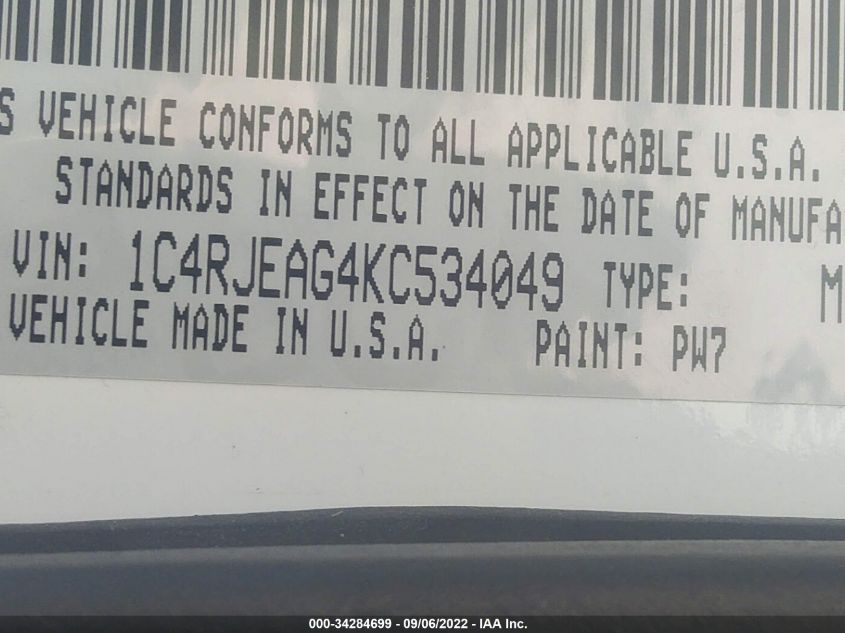 S VEHICLE CONFORMS TO ALL APPLICABLE U.S.A.
STANDARDS IN EFFECT ON THE DATE OF MANUFA
VIN: 1C4RJEAG4KC534049 TYPE: M
VEHICLE MADE IN U.S.A. PAINT: PW7
000-34284699 - 09/06/2022 - IAA Inc.